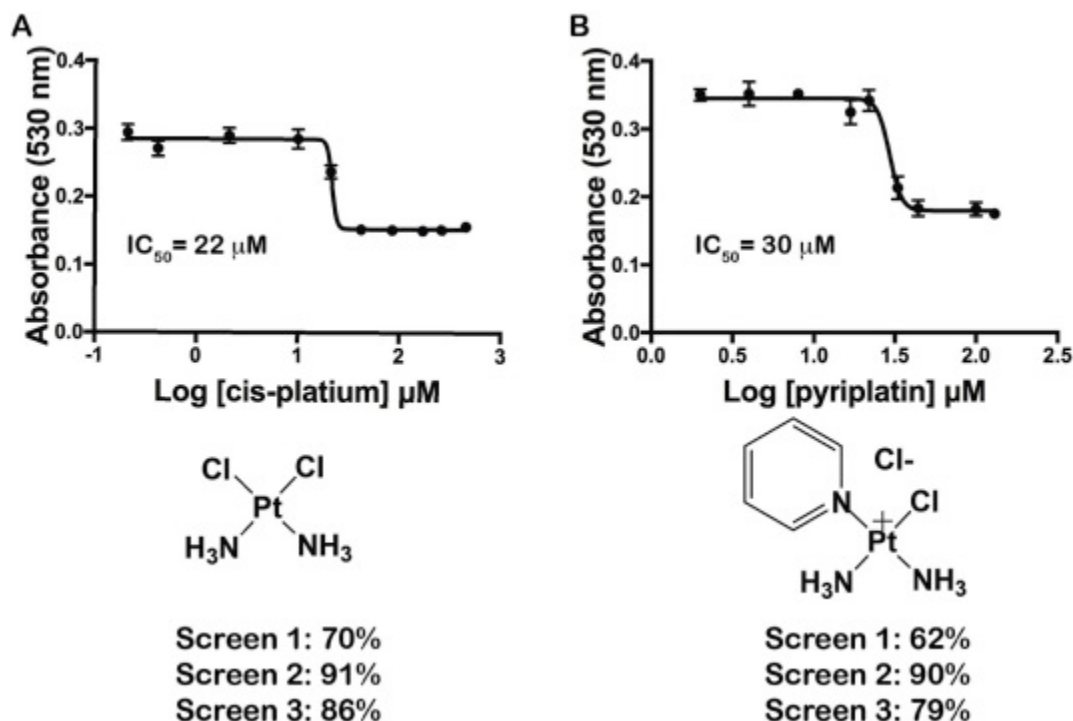 A
Absorbance (530 nm)
0.4
0.3
0.2
0.1
0.0
IC50= 22 µM
-1 0 1 2 3
Log [cis-platium] µM
Cl Cl
Pt
H3N NH3
Screen 1: 70%
Screen 2: 91%
Screen 3: 86%
B
Absorbance (530 nm)
0.4
0.3
0.2
0.1
0.0
IC50= 30 µM
0.0 0.5 1.0 1.5 2.0 2.5
Log [pyriplatin] µM
Cl-
N Cl
+
Pt
H3N NH3
Screen 1: 62%
Screen 2: 90%
Screen 3: 79%